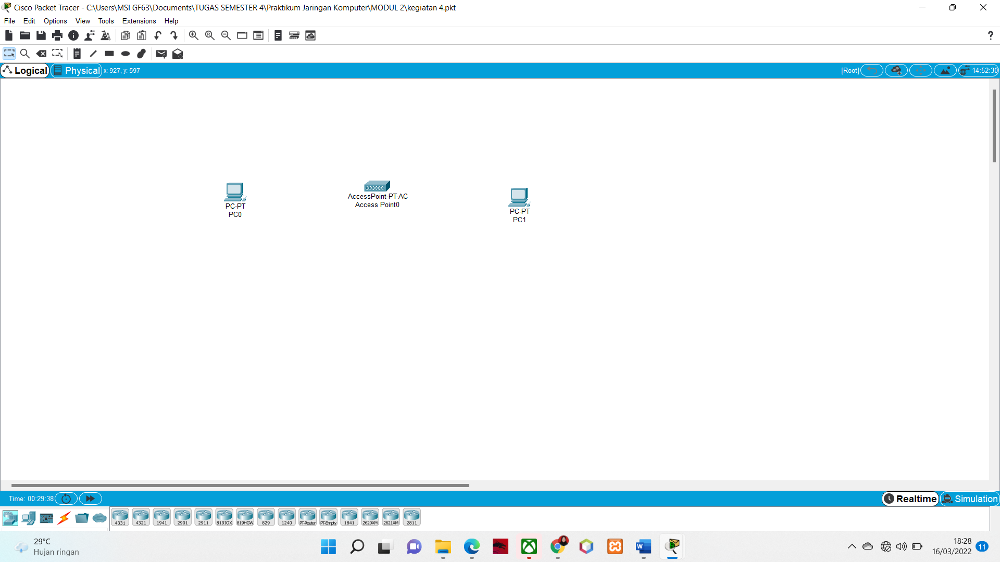 Cisco Packet Tracer - C:\Users\MSI GF63\Documents\TUGAS SEMESTER 4\Praktikum Jaringan Komputer\MODUL 2\kegiatan 4.pkt
File Edit Options View Tools Extensions Help
Logical Physical x: 927, y: 597 [Root] 14:52:30
PC-PT
PC0
AccessPoint-PT-AC
Access Point0
PC-PT
PC1
Time: 00:29:38 Realtime Simulation
4331 4321 1941 2901 2911 819IOX 819HGW 829 1240 PT-Router PT-Empty 1841 2620XM 2621XM 2811
29°C
Hujan ringan
18:28
16/03/2022
11